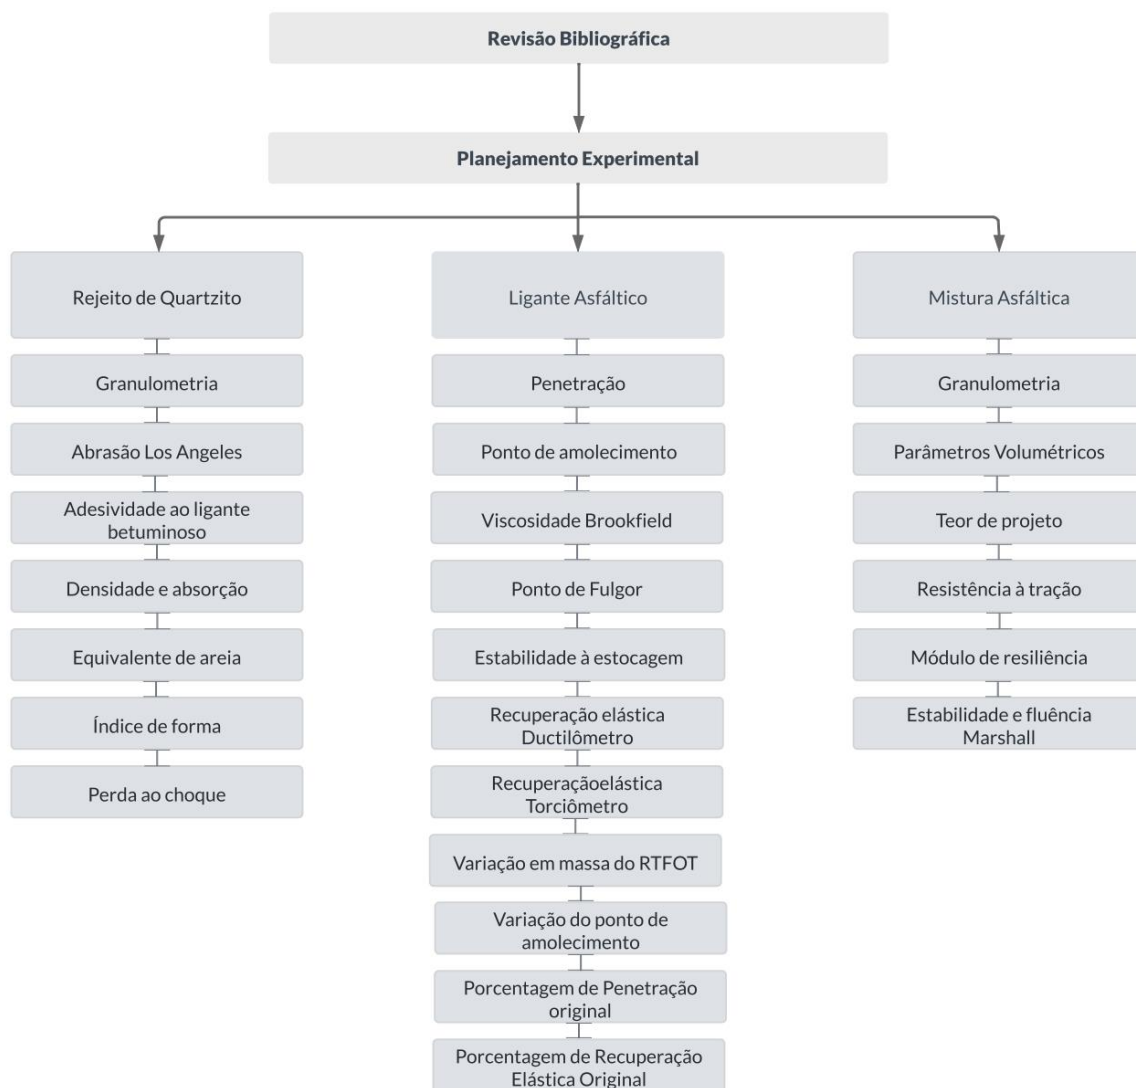 Revisão Bibliográfica
Planejamento Experimental
Rejeito de Quartzito
Granulometria
Abrasão Los Angeles
Adesividade ao ligante
betuminoso
Densidade e absorção
Equivalente de areia
Índice de forma
Perda ao choque
Ligante Asfáltico
Penetração
Ponto de amolecimento
Viscosidade Brookfield
Ponto de Fulgor
Estabilidade à estocagem
Recuperação elástica
Ductilômetro
Recuperaçãoelástica
Torciômetro
Variação em massa do RTFOT
Variação do ponto de
amolecimento
Porcentagem de Penetração
original
Porcentagem de Recuperação
Elástica Original
Mistura Asfáltica
Granulometria
Parâmetros Volumétricos
Teor de projeto
Resistência à tração
Módulo de resiliência
Estabilidade e fluência
Marshall